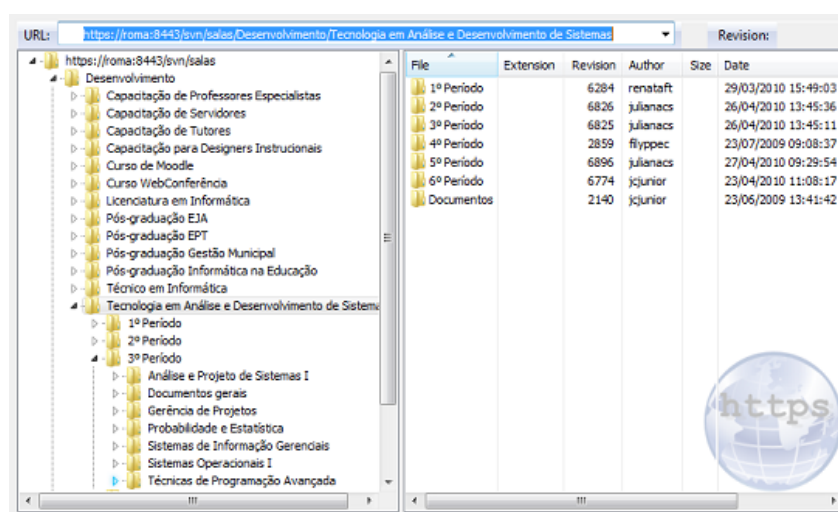 URL: https://roma:8443/svn/salas/Desenvolvimento/Tecnologia em Análise e Desenvolvimento de Sistemas Revision:
https://roma:8443/svn/salas
Desenvolvimento
Capacitação de Professores Especialistas
Capacitação de Servidores
Capacitação de Tutores
Capacitação para Designers Instrucionais
Curso de Moodle
Curso WebConferência
Licenciatura em Informática
Pós-graduação EJA
Pós-graduação EPT
Pós-graduação Gestão Municipal
Pós-graduação Informática na Educação
Técnico em Informática
Tecnologia em Análise e Desenvolvimento de Sistema
1º Período
2º Período
3º Período
Análise e Projeto de Sistemas I
Documentos gerais
Gerência de Projetos
Probabilidade e Estatística
Sistemas de Informação Gerenciais
Sistemas Operacionais I
Técnicas de Programação Avançada
File Extension Revision Author Size Date
1º Período 6284 renataft 29/03/2010 15:49:03
2º Período 6826 julianacs 26/04/2010 13:45:36
3º Período 6825 julianacs 26/04/2010 13:45:11
4º Período 2859 filyppec 23/07/2009 09:08:37
5º Período 6896 julianacs 27/04/2010 09:29:54
6º Período 6774 jcjunior 23/04/2010 11:08:17
Documentos 2140 jcjunior 23/06/2009 13:41:42
https